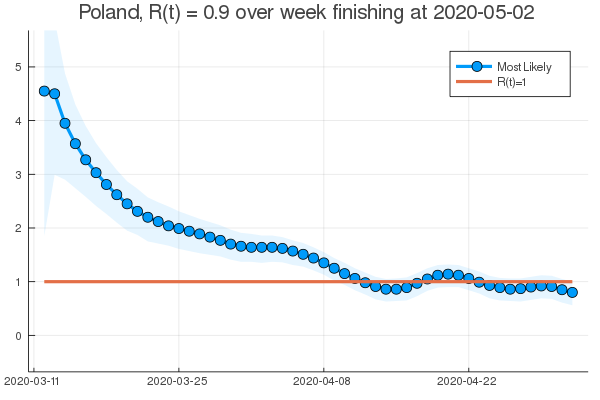 Poland, R(t) = 0.9 over week finishing at 2020-05-02
Most Likely
R(t)=1
5
4
3
2
1
0
2020-03-11 2020-03-25 2020-04-08 2020-04-22